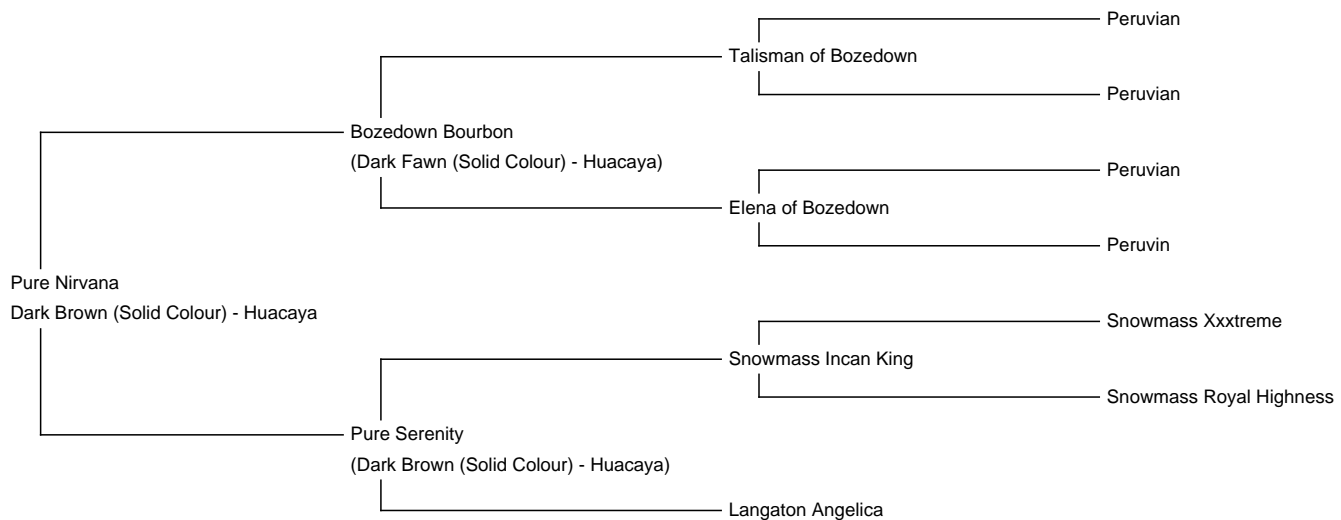 Peruvian
Talisman of Bozedown
Peruvian
Bozedown Bourbon
(Dark Fawn (Solid Colour) - Huacaya)
Peruvian
Elena of Bozedown
Peruvin
Pure Nirvana
Dark Brown (Solid Colour) - Huacaya
Snowmass Xxxtreme
Snowmass Incan King
Snowmass Royal Highness
Pure Serenity
(Dark Brown (Solid Colour) - Huacaya)
Langaton Angelica